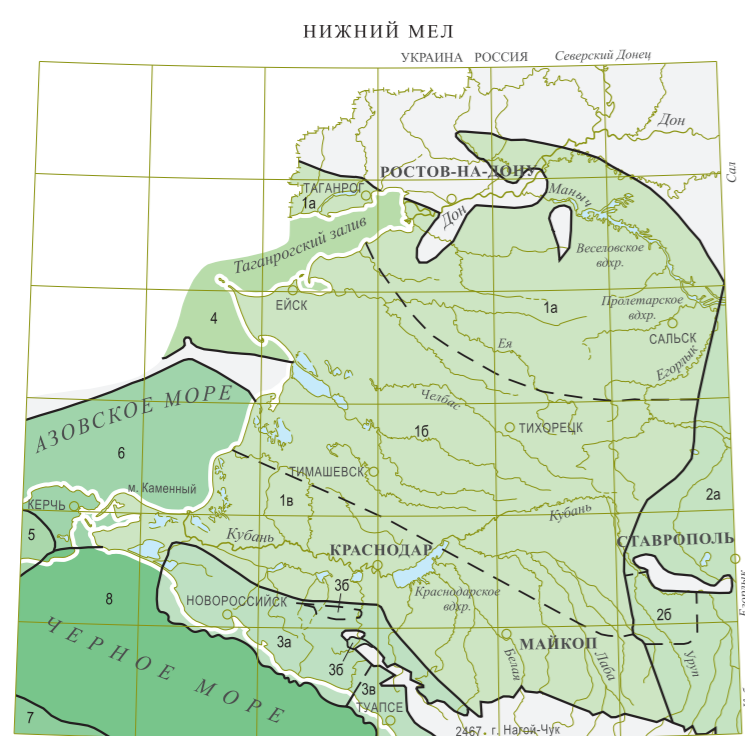 НИЖНИЙ МЕЛ
УКРАИНА РОССИЯ Северский Донец
Дон
Сал
РОСТОВ-НА-ДОНУ
ТАГАНРОГ
1а
Дон
Маныч
Таганрогский залив
Веселовское
вдхр.
ЕЙСК
1а
Пролетарское
вдхр.
4
САЛЬСК
Ея
Егорлык
Челбас
АЗОВСКОЕ МОРЕ
1б
ТИХОРЕЦК
6
ТИМАШЕВСК
м. Каменный
1в
2а
КЕРЧЬ
Кубань
Кубань
5
КРАСНОДАР
СТАВРОПОЛЬ
Краснодарское
вдхр.
3б
8
НОВОРОССИЙСК
2б
Егорлык
ЧЕРНОЕ МОРЕ
3а
МАЙКОП
3б
Белая
Лаба
Уруп
3в
ТУАПСЕ
7
2467 г. Нагой-Чук